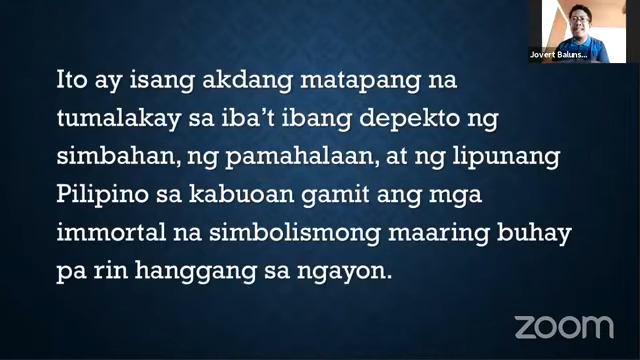 Jovert Baluns...
Ito ay isang akdang matapang na
tumalakay sa iba't ibang depekto ng
simbahan, ng pamahalaan, at ng lipunang
Pilipino sa kabuoan gamit ang mga
immortal na simbolismong maaring buhay
pa rin hanggang sa ngayon.
zoom